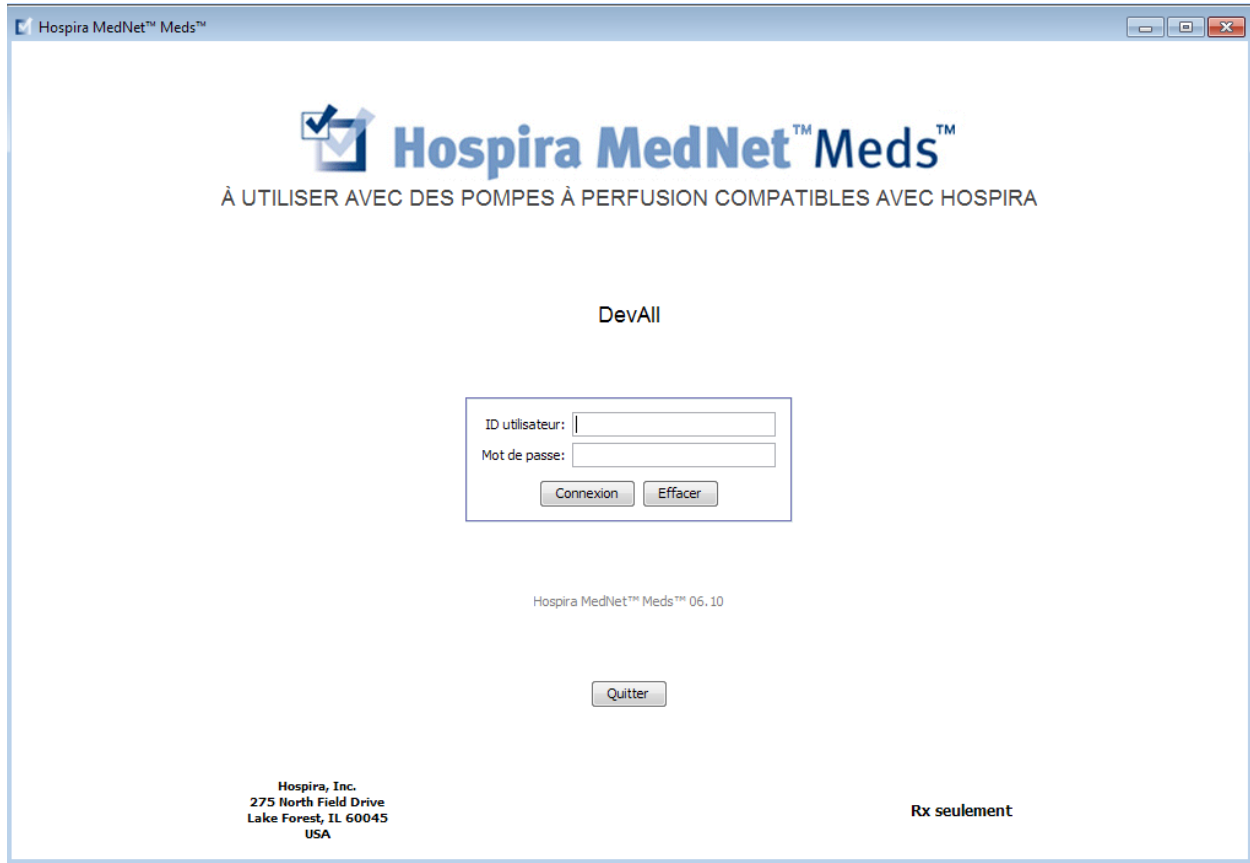 Hospira MedNet™ Meds™
Hospira MedNet™Meds™
À UTILISER AVEC DES POMPES À PERFUSION COMPATIBLES AVEC HOSPIRA
DevAll
ID utilisateur:
Mot de passe:
Connexion Effacer
Hospira MedNet™ Meds™ 06.10
Quitter
Hospira, Inc.
275 North Field Drive
Lake Forest, IL 60045
USA
Rx seulement